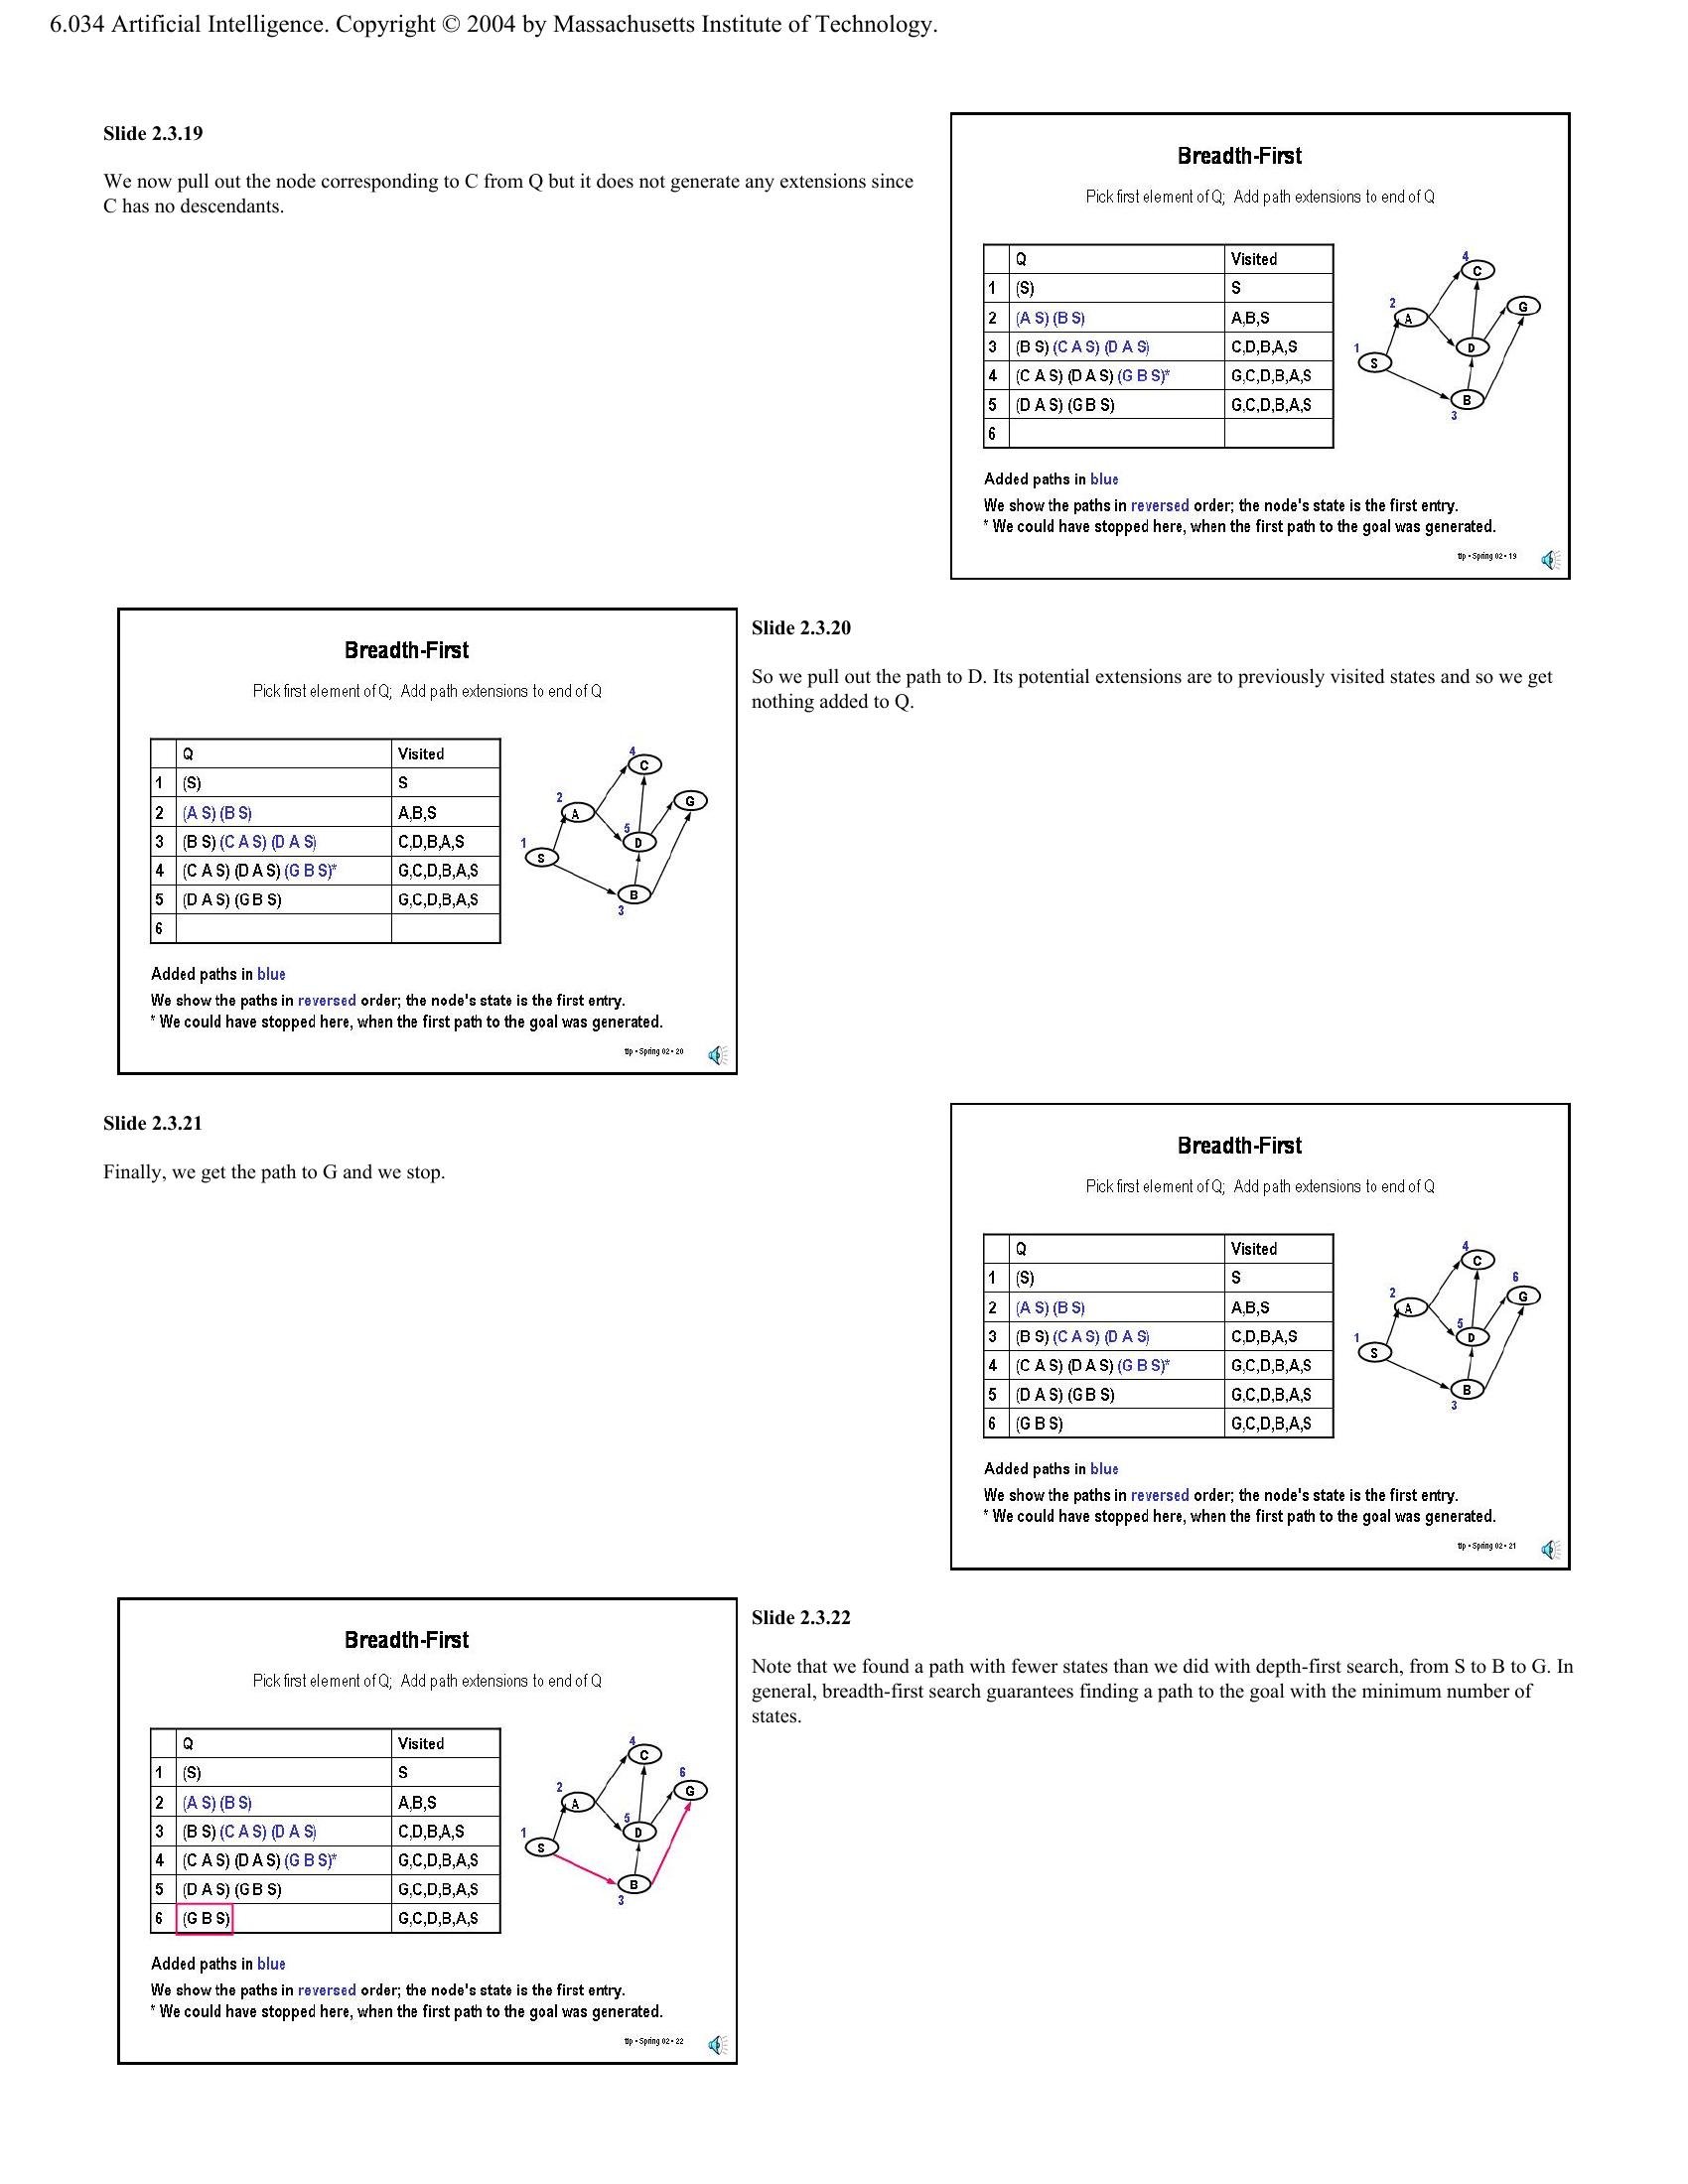 6.034 Artificial Intelligence. Copyright © 2004 by Massachusetts Institute of Technology.
Slide 2.3.19
We now pull out the node corresponding to C from Q but it does not generate any extensions since
C has no descendants.
Breadth-First
Pick first element of Q; Add path extensions to end of Q
Q Visited
1 (S) S
2 (A S) (B S) A,B,S
3 (B S) (C A S) (D A S) C,D,B,A,S
4 (C A S) (D A S) (G B S)* G,C,D,B,A,S
5 (D A S) (G B S) G,C,D,B,A,S
6
4
C
G
2
A
D
1
S
B
3
Added paths in blue
We show the paths in reversed order; the node's state is the first entry.
* We could have stopped here, when the first path to the goal was generated.
tlp • Spring 02 • 19
Breadth-First
Pick first element of Q; Add path extensions to end of Q
Q Visited
1 (S) S
2 (A S) (B S) A,B,S
3 (B S) (C A S) (D A S) C,D,B,A,S
4 (C A S) (D A S) (G B S)* G,C,D,B,A,S
5 (D A S) (G B S) G,C,D,B,A,S
6
4
C
G
2
A
5
D
1
S
B
3
Added paths in blue
We show the paths in reversed order; the node's state is the first entry.
* We could have stopped here, when the first path to the goal was generated.
tlp • Spring 02 • 20
Slide 2.3.20
So we pull out the path to D. Its potential extensions are to previously visited states and so we get
nothing added to Q.
Slide 2.3.21
Finally, we get the path to G and we stop.
Breadth-First
Pick first element of Q; Add path extensions to end of Q
Q Visited
1 (S) S
2 (A S) (B S) A,B,S
3 (B S) (C A S) (D A S) C,D,B,A,S
4 (C A S) (D A S) (G B S)* G,C,D,B,A,S
5 (D A S) (G B S) G,C,D,B,A,S
6 (G B S) G,C,D,B,A,S
4
C
6
G
2
A
5
D
1
S
B
3
Added paths in blue
We show the paths in reversed order; the node's state is the first entry.
* We could have stopped here, when the first path to the goal was generated.
tlp • Spring 02 • 21
Breadth-First
Pick first element of Q; Add path extensions to end of Q
Q Visited
1 (S) S
2 (A S) (B S) A,B,S
3 (B S) (C A S) (D A S) C,D,B,A,S
4 (C A S) (D A S) (G B S)* G,C,D,B,A,S
5 (D A S) (G B S) G,C,D,B,A,S
6 (G B S) G,C,D,B,A,S
4
C
6
G
2
A
5
D
1
S
B
3
Added paths in blue
We show the paths in reversed order; the node's state is the first entry.
* We could have stopped here, when the first path to the goal was generated.
tlp • Spring 02 • 22
Slide 2.3.22
Note that we found a path with fewer states than we did with depth-first search, from S to B to G. In
general, breadth-first search guarantees finding a path to the goal with the minimum number of
states.